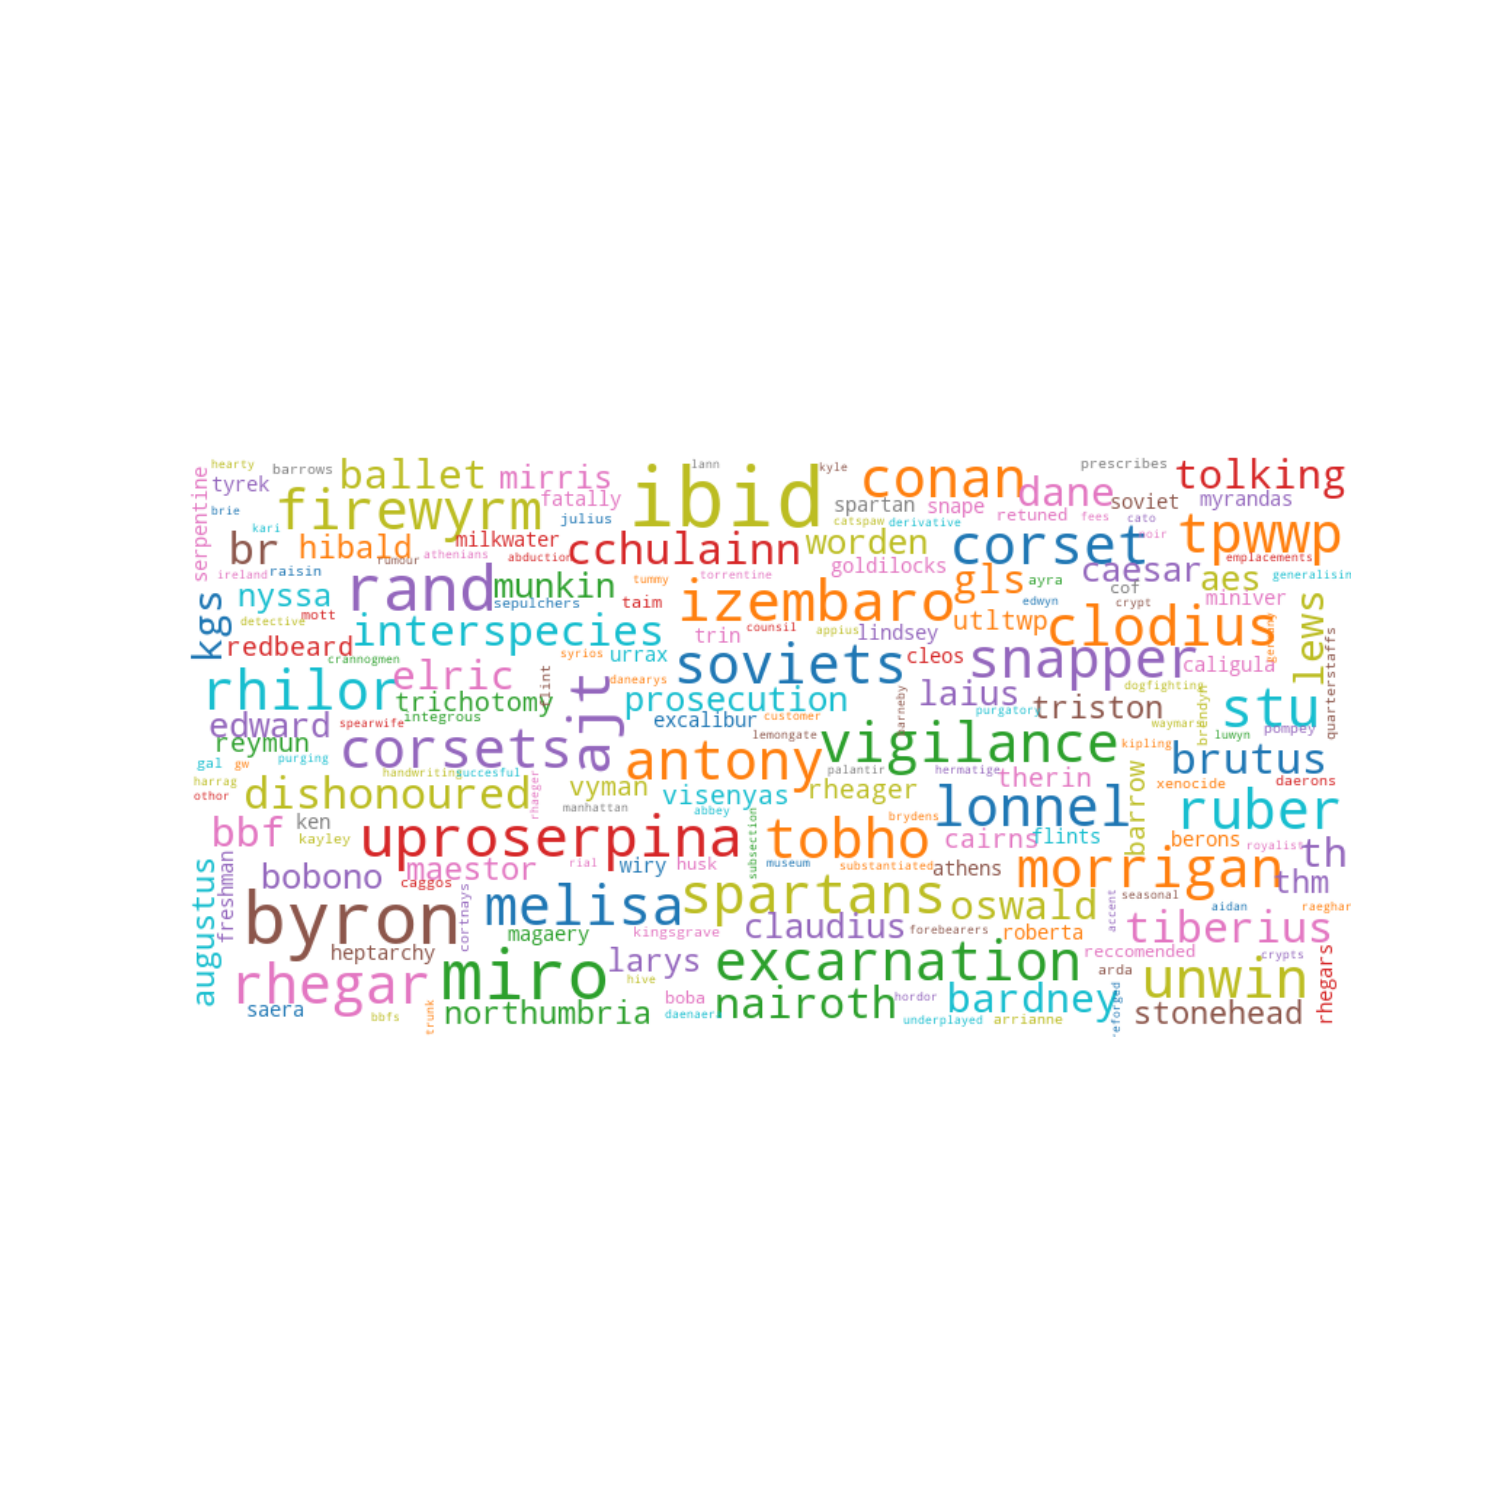 hearty barrows ballet mirris ibid lann kyle conan prescribes tolking
serpentine tyrek firewyrm fatally spartan snape dane soviet myrandas
brie kari julius catspaw derivative retuned fees cato tpwwp
br hibald rumour milkwater athenians abduction cchulainn worden corset emplacements
ireland raisin rand munkin tummy torrentine goldilocks gls ayra caesar aes generalisin
kgs nyssa sepulchers taim izembaro edwyn cof crypt miniver lews
detective mott interspecies trin counsil appius lindsey utltwp clodius germany quarterstaffs
redbeard crannogmen syrios urrax soviets cleos snapper caligula
rhilor elric flint danearys dogfighting
trichotomy ajt prosecution barneby laius purgatory triston brendyn stu
edward spearwife integrous excalibur customer lemongate waymars luwyn pompey
reymun corsets antony vigilance kipling brutus
gal gw purging handwriting succesful palantir hermatige therin xenocide daerons
harrag othor dishonoured rhaeger vyman manhattan visenyas rheager lonnel barrow ruber
bbf ken kayley uproserpina abbey subsection tobho brydens cairns flints berons royalist th
augustus freshman bobono maestor caggos rial wiry husk museum substantiated athens morrigan thm
byron cortnays melisa spartans oswald accent seasonal aidan raeghar
heptarchy magaery kingsgrave claudius forebearers roberta tiberius
rhegar miro larys hive excarnation reccomended arda unwin crypts rhegars
saera bbfs trunk northumbria boba daenaera nairoth hordor underplayed bardney arrianne reforged stonehead